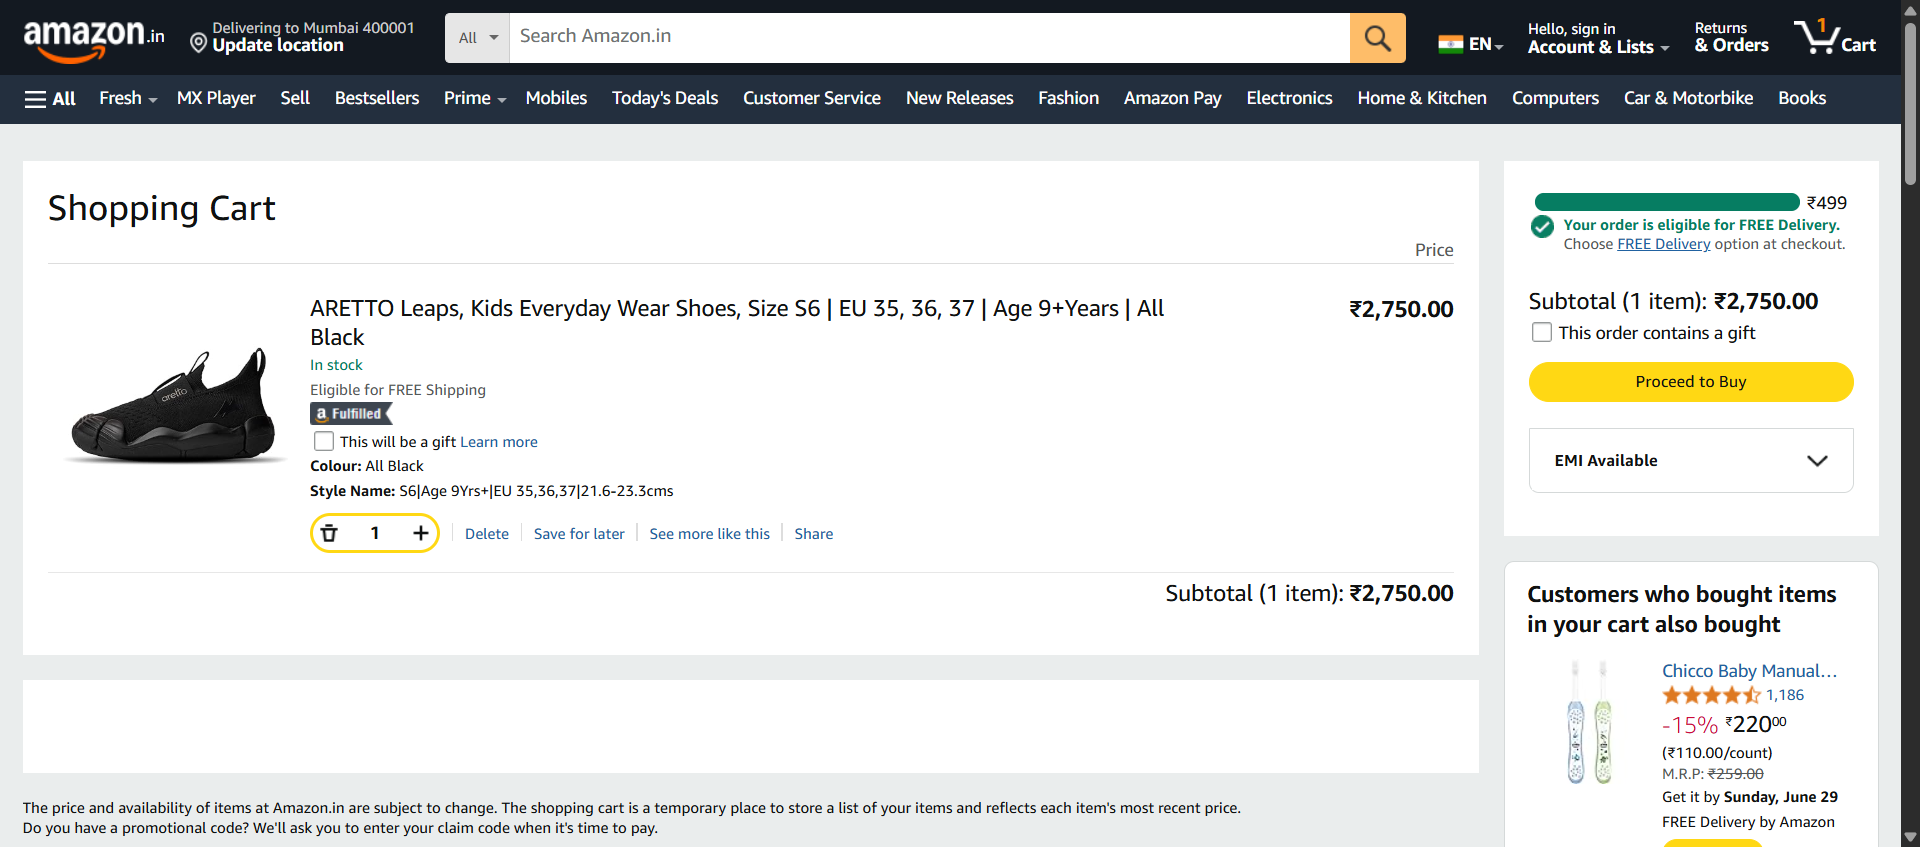 amazon.in
Delivering to Mumbai 400001
Update location
All
Search Amazon.in
EN
Hello, sign in
Account & Lists
Returns
& Orders
1
Cart
All
Fresh
MX Player
Sell
Bestsellers
Prime
Mobiles
Today's Deals
Customer Service
New Releases
Fashion
Amazon Pay
Electronics
Home & Kitchen
Computers
Car & Motorbike
Books
Shopping Cart
Price
ARETTO Leaps, Kids Everyday Wear Shoes, Size S6 | EU 35, 36, 37 | Age 9+Years | All
Black
₹2,750.00
In stock
Eligible for FREE Shipping
a Fulfilled
This will be a gift Learn more
Colour: All Black
Style Name: S6|Age 9Yrs+|EU 35,36,37|21.6-23.3cms
1
Delete
Save for later
See more like this
Share
aretto
Subtotal (1 item): ₹2,750.00
The price and availability of items at Amazon.in are subject to change. The shopping cart is a temporary place to store a list of your items and reflects each item's most recent price.
Do you have a promotional code? We'll ask you to enter your claim code when it's time to pay.
₹499
Your order is eligible for FREE Delivery.
Choose FREE Delivery option at checkout.
Subtotal (1 item): ₹2,750.00
This order contains a gift
Proceed to Buy
EMI Available
Customers who bought items
in your cart also bought
Chicco Baby Manual…
1,186
-15% ₹22000
(₹110.00/count)
M.R.P: ₹259.00
Get it by Sunday, June 29
FREE Delivery by Amazon